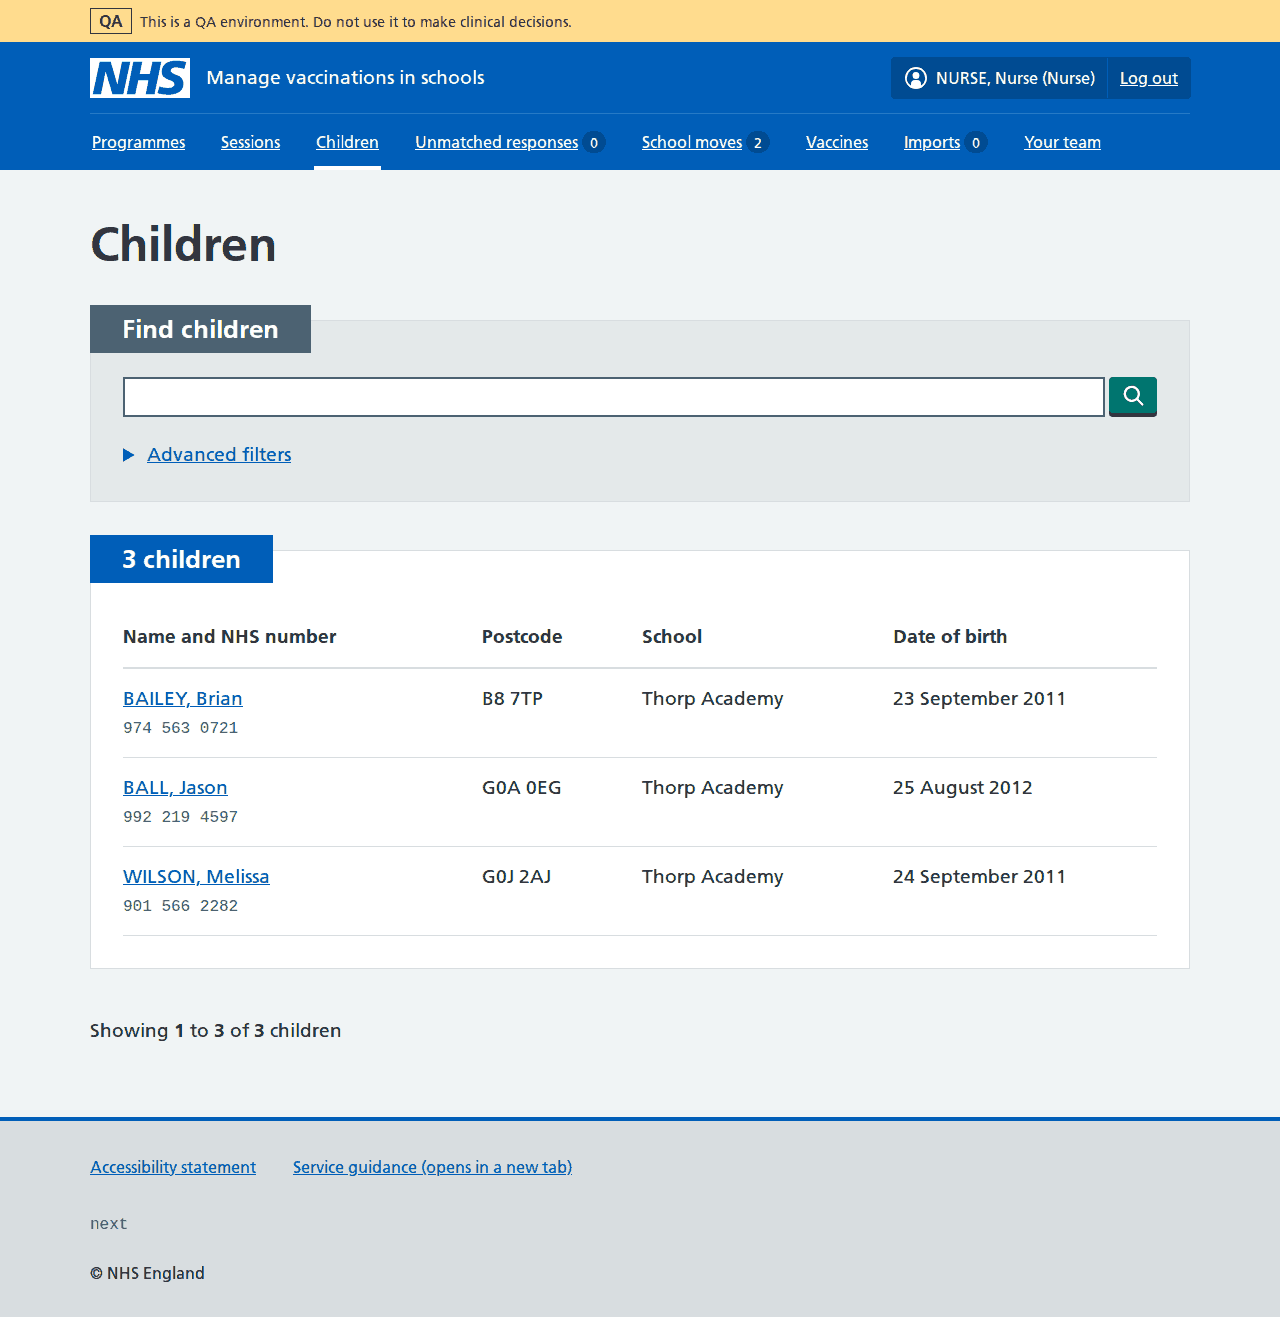 QA This is a QA environment. Do not use it to make clinical decisions.
NHS Manage vaccinations in schools NURSE, Nurse (Nurse) Log out
Programmes Sessions Children Unmatched responses 0 School moves 2 Vaccines Imports 0 Your team
Children
Find children
Advanced filters
3 children
Name and NHS number Postcode School Date of birth
BAILEY, Brian B8 7TP Thorp Academy 23 September 2011
974 563 0721
BALL, Jason G0A 0EG Thorp Academy 25 August 2012
992 219 4597
WILSON, Melissa G0J 2AJ Thorp Academy 24 September 2011
901 566 2282
Showing 1 to 3 of 3 children
Accessibility statement Service guidance (opens in a new tab)
next
© NHS England